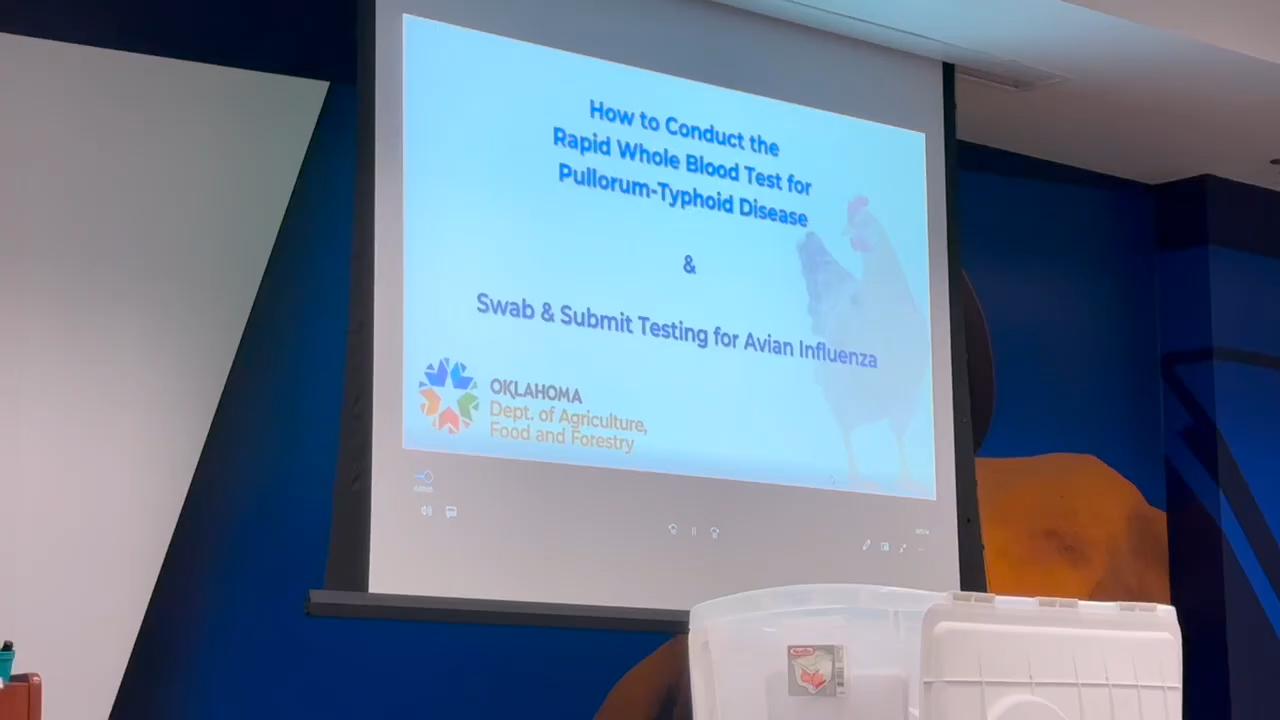 How to Conduct the
Rapid Whole Blood Test for
Pullorum-Typhoid Disease
&
Swab & Submit Testing for Avian Influenza
OKLAHOMA
Dept. of Agriculture,
Food and Forestry